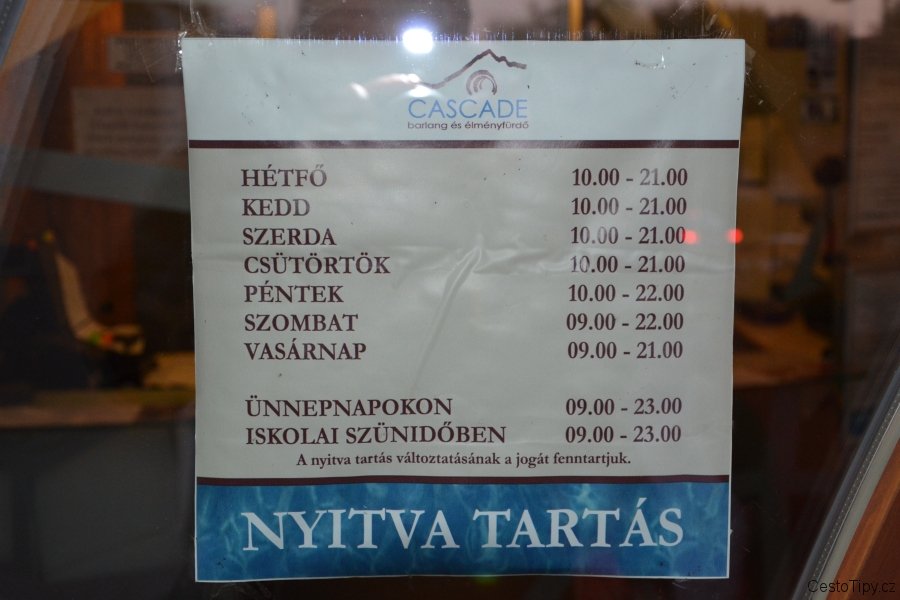 CASCADE
barlang és élményfürdő
HÉTFŐ 10.00 - 21.00
KEDD 10.00 - 21.00
SZERDA 10.00 - 21.00
CSÜTÖRTÖK 10.00 - 21.00
PÉNTEK 10.00 - 22.00
SZOMBAT 09.00 - 22.00
VASÁRNAP 09.00 - 21.00
ÜNNEPNAPOKON 09.00 - 23.00
ISKOLAI SZÜNIDŐBEN 09.00 - 23.00
A nyitva tartás változtatásának a jogát fenntartjuk.
NYITVA TARTÁS
CestoTipy.cz